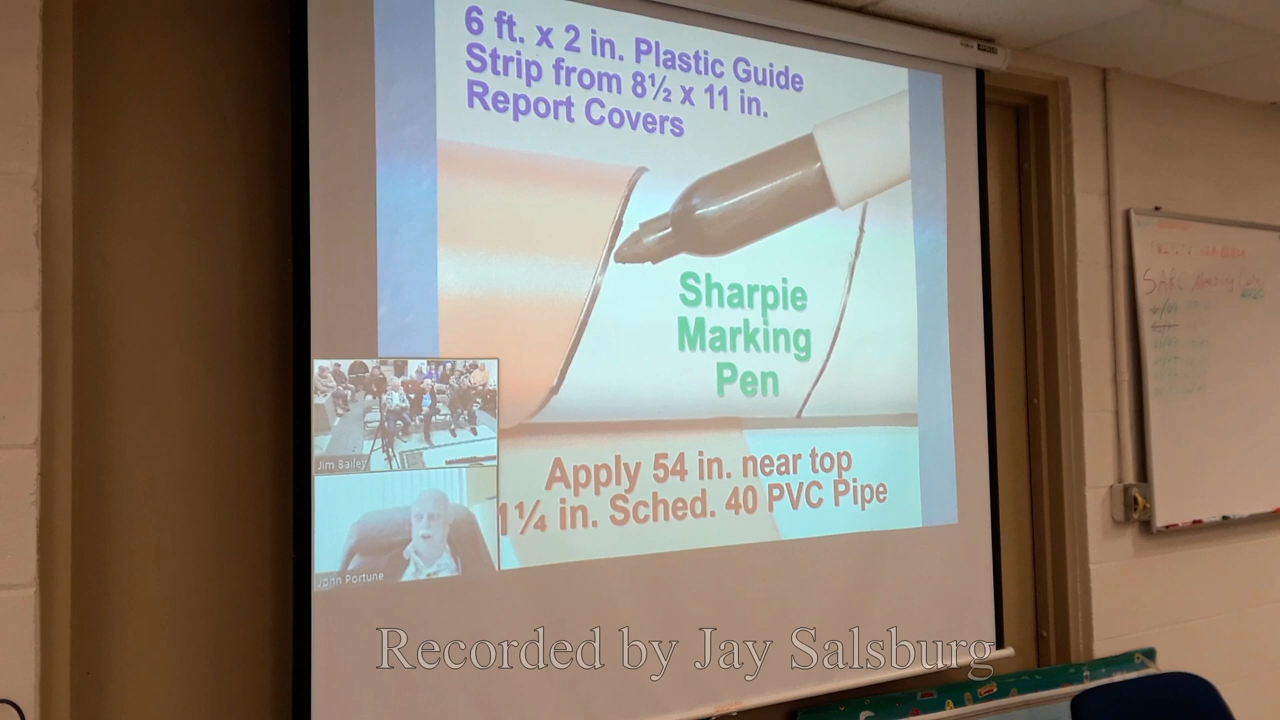 6 ft. x 2 in. Plastic Guide
Strip from 8½ x 11 in.
Report Covers
Sharpie
Marking
Pen
Apply 54 in. near top
1¼ in. Sched. 40 PVC Pipe
Jim Bailey
John Portune
SARC
Recorded by Jay Salsburg